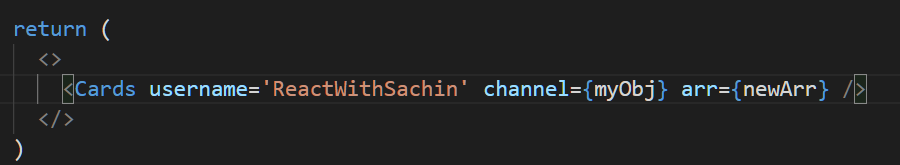 return (
<>
<Cards username='ReactWithSachin' channel={myObj} arr={newArr} />
</>
)